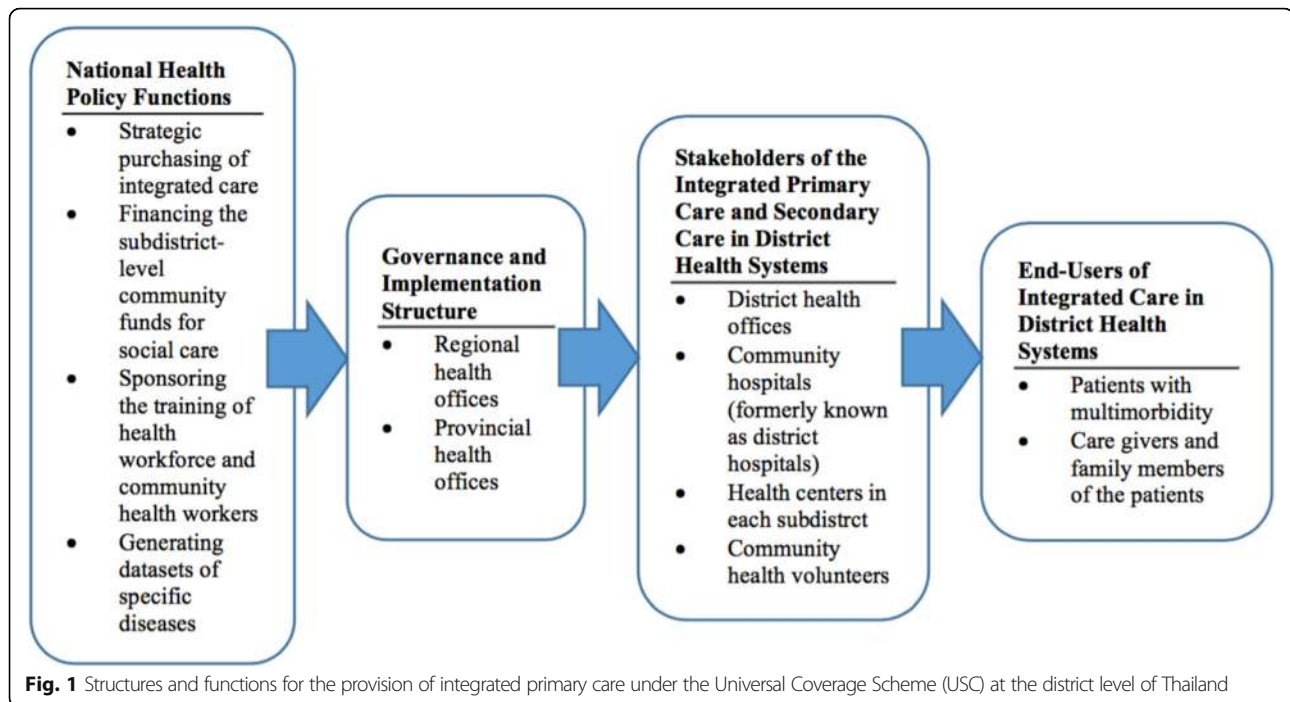 National Health
Policy Functions
• Strategic
purchasing of
integrated care
• Financing the
subdistrict-
level
community
funds for
social care
• Sponsoring
the training of
health
workforce and
community
health workers
• Generating
datasets of
specific
diseases
Governance and
Implementation
Structure
• Regional
health
offices
• Provincial
health
offices
Stakeholders of the
Integrated Primary
Care and Secondary
Care in District
Health Systems
• District health
offices
• Community
hospitals
(formerly known
as district
hospitals)
• Health centers in
each subdistrct
• Community
health volunteers
End-Users of
Integrated Care in
District Health
Systems
• Patients with
multimorbidity
• Care givers and
family members
of the patients
Fig. 1 Structures and functions for the provision of integrated primary care under the Universal Coverage Scheme (USC) at the district level of Thailand